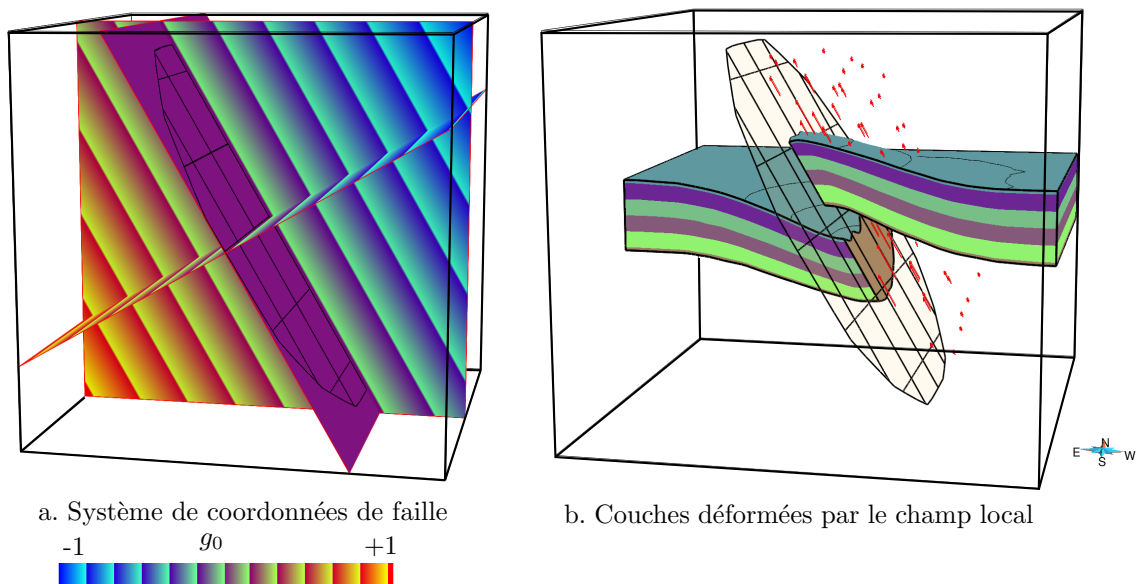 N
E
W
S
a. Système de coordonnées de faille
b. Couches déformées par le champ local
-1 g0 +1